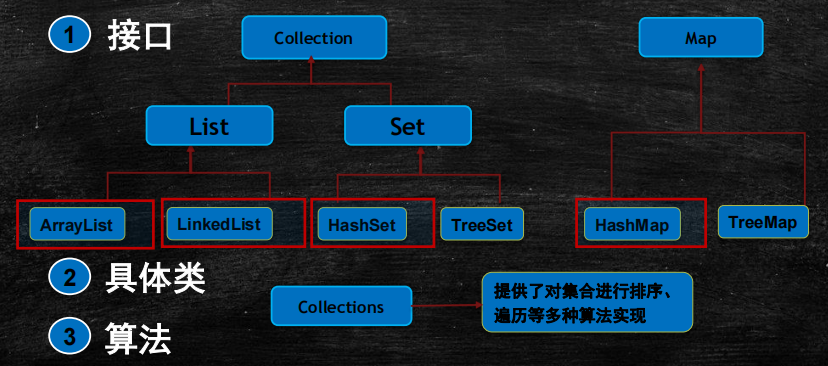 1 接口
Collection
Map
List
Set
ArrayList
LinkedList
HashSet
TreeSet
HashMap
TreeMap
2 具体类
Collections
提供了对集合进行排序、
遍历等多种算法实现
3 算法